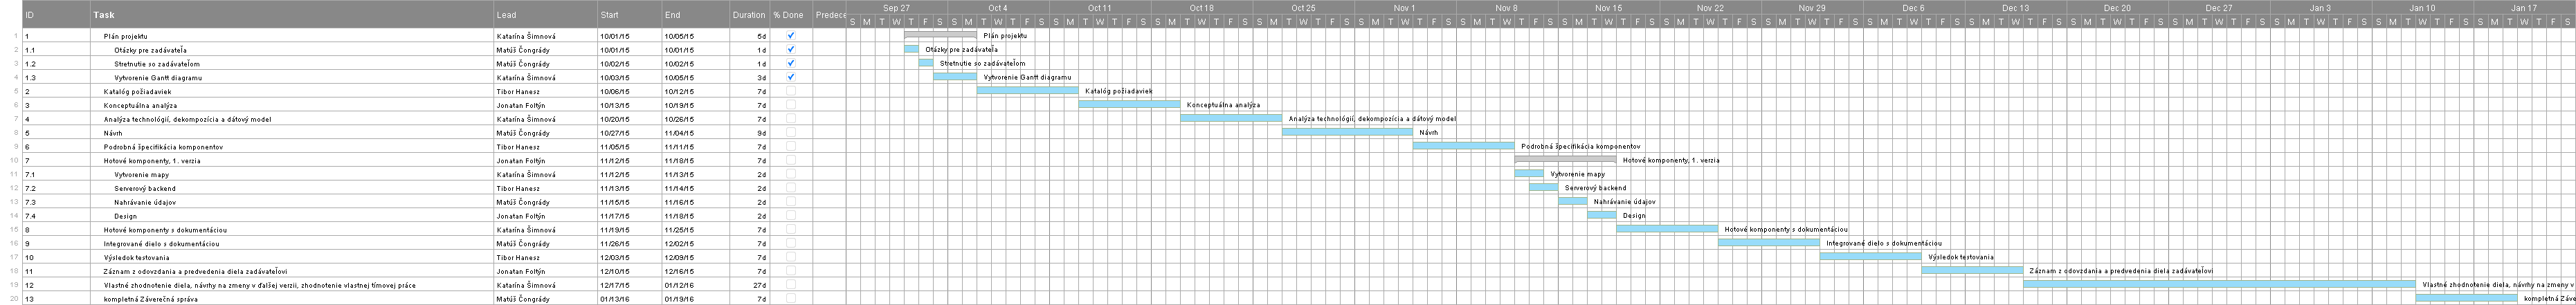 Sep 27 Oct 4 Oct 11 Oct 18 Oct 25 Nov 1 Nov 8 Nov 15 Nov 22 Nov 29 Dec 6 Dec 13 Dec 20 Dec 27 Jan 3 Jan 10 Jan 17
ID Task Lead Start End Duration % Done Predece S M T W T F S S M T W T F S S M T W T F S S M T W T F S S M T W T F S S M T W T F S S M T W T F S S M T W T F S S M T W T F S S M T W T F S S M T W T F S S M T W T F S S M T W T F S S M T W T F S S M T W T F S S M T W T F S S M T W T F S
1 1 Plán projektu Katarína Šimnová 10/01/15 10/05/15 5d Plán projektu
2 1.1 Otázky pre zadávateľa Matúš Čongrády 10/01/15 10/01/15 1d Otázky pre zadávateľa
3 1.2 Stretnutie so zadávateľom Matúš Čongrády 10/02/15 10/02/15 1d Stretnutie so zadávateľom
4 1.3 Vytvorenie Gantt diagramu Katarína Šimnová 10/03/15 10/05/15 3d Vytvorenie Gantt diagramu
5 2 Katalóg požiadaviek Tibor Hanesz 10/06/15 10/12/15 7d Katalóg požiadaviek
6 3 Konceptuálna analýza Jonatan Foltýn 10/13/15 10/19/15 7d Konceptuálna analýza
7 4 Analýza technológií, dekompozícia a dátový model Katarína Šimnová 10/20/15 10/26/15 7d Analýza technológií, dekompozícia a dátový model
8 5 Návrh Matúš Čongrády 10/27/15 11/04/15 9d Návrh
9 6 Podrobná špecifikácia komponentov Tibor Hanesz 11/05/15 11/11/15 7d Podrobná špecifikácia komponentov
10 7 Hotové komponenty, 1. verzia Jonatan Foltýn 11/12/15 11/18/15 7d Hotové komponenty, 1. verzia
11 7.1 Vytvorenie mapy Katarína Šimnová 11/12/15 11/13/15 2d Vytvorenie mapy
12 7.2 Serverový backend Tibor Hanesz 11/13/15 11/14/15 2d Serverový backend
13 7.3 Nahrávanie údajov Matúš Čongrády 11/15/15 11/16/15 2d Nahrávanie údajov
14 7.4 Design Jonatan Foltýn 11/17/15 11/18/15 2d Design
15 8 Hotové komponenty s dokumentáciou Katarína Šimnová 11/19/15 11/25/15 7d Hotové komponenty s dokumentáciou
16 9 Integrované dielo s dokumentáciou Matúš Čongrády 11/26/15 12/02/15 7d Integrované dielo s dokumentáciou
17 10 Výsledok testovania Tibor Hanesz 12/03/15 12/09/15 7d Výsledok testovania
18 11 Záznam z odovzdania a predvedenia diela zadávateľovi Jonatan Foltýn 12/10/15 12/16/15 7d Záznam z odovzdania a predvedenia diela zadávateľovi
19 12 Vlastné zhodnotenie diela, návrhy na zmeny v ďalšej verzii, zhodnotenie vlastnej tímovej práce Katarína Šimnová 12/17/15 01/12/16 27d Vlastné zhodnotenie diela, návrhy na zmeny v
20 13 kompletná Záverečná správa Matúš Čongrády 01/13/16 01/19/16 7d kompletná Záve